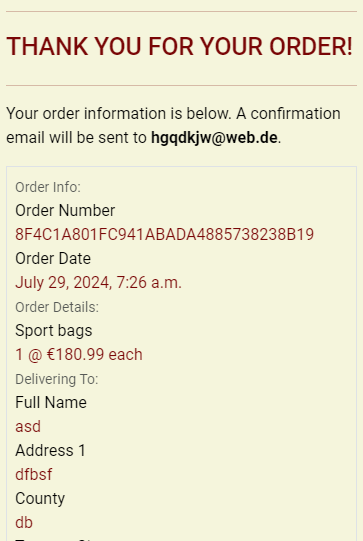 THANK YOU FOR YOUR ORDER!
Your order information is below. A confirmation
email will be sent to hgqdkjw@web.de.
Order Info:
Order Number
8F4C1A801FC941ABADA4885738238B19
Order Date
July 29, 2024, 7:26 a.m.
Order Details:
Sport bags
1 @ €180.99 each
Delivering To:
Full Name
asd
Address 1
dfbsf
County
db